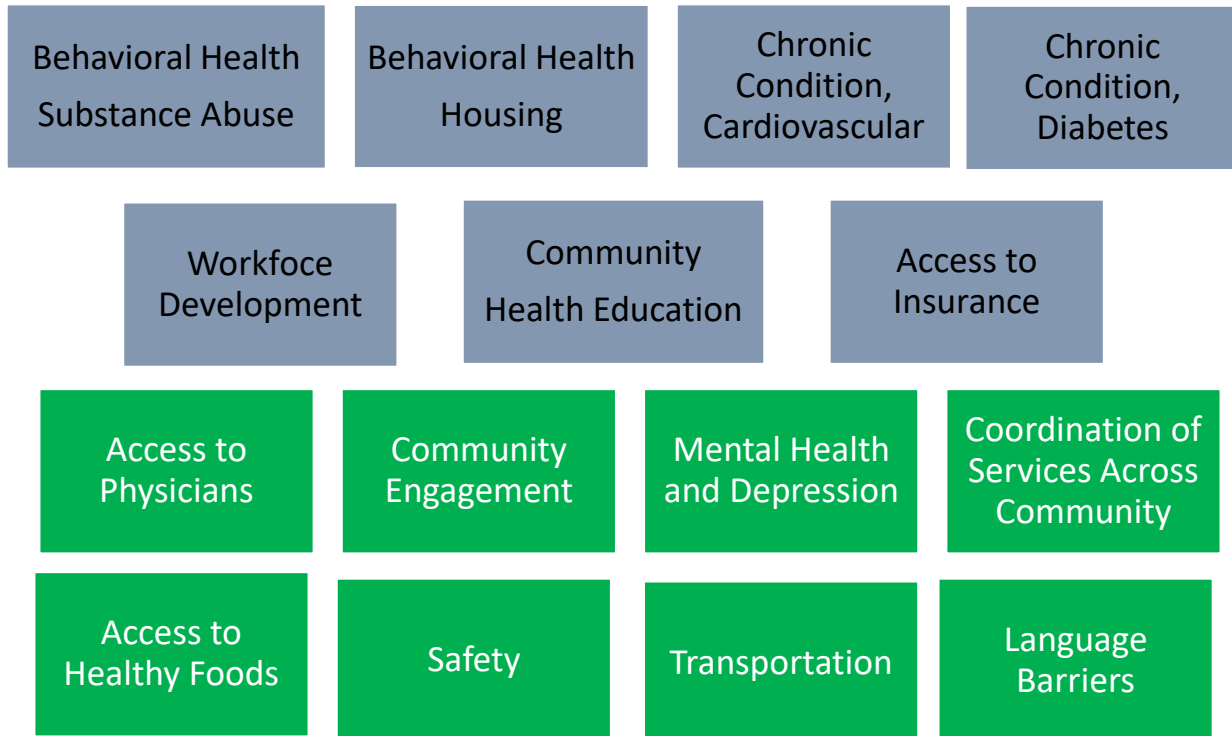 Behavioral Health
Substance Abuse
Behavioral Health
Housing
Chronic
Condition,
Cardiovascular
Chronic
Condition,
Diabetes
Workfoce
Development
Community
Health Education
Access to
Insurance
Access to
Physicians
Community
Engagement
Mental Health
and Depression
Coordination of
Services Across
Community
Access to
Healthy Foods
Safety
Transportation
Language
Barriers